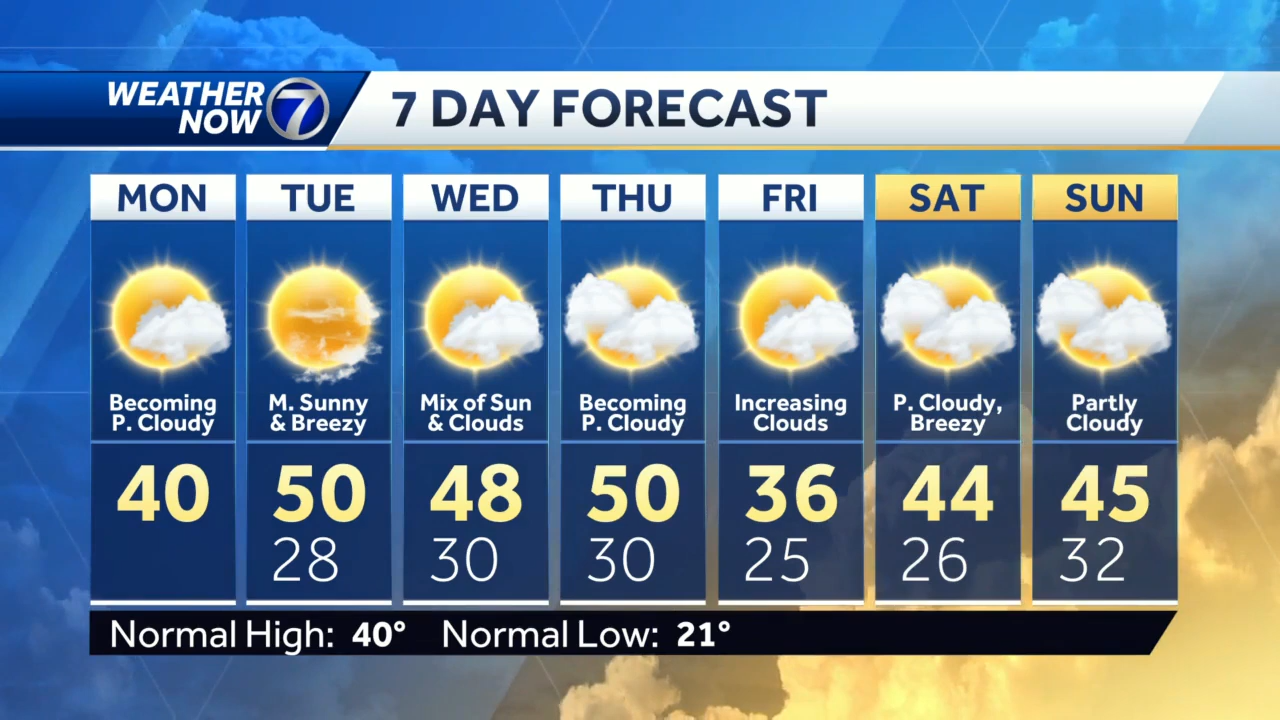 WEATHER
NOW
7
7 DAY FORECAST
MON
TUE
WED
THU
FRI
SAT
SUN
Becoming
P. Cloudy
M. Sunny
& Breezy
Mix of Sun
& Clouds
Becoming
P. Cloudy
Increasing
Clouds
P. Cloudy,
Breezy
Partly
Cloudy
40
50
48
50
36
44
45
28
30
30
25
26
32
Normal High: 40° Normal Low: 21°